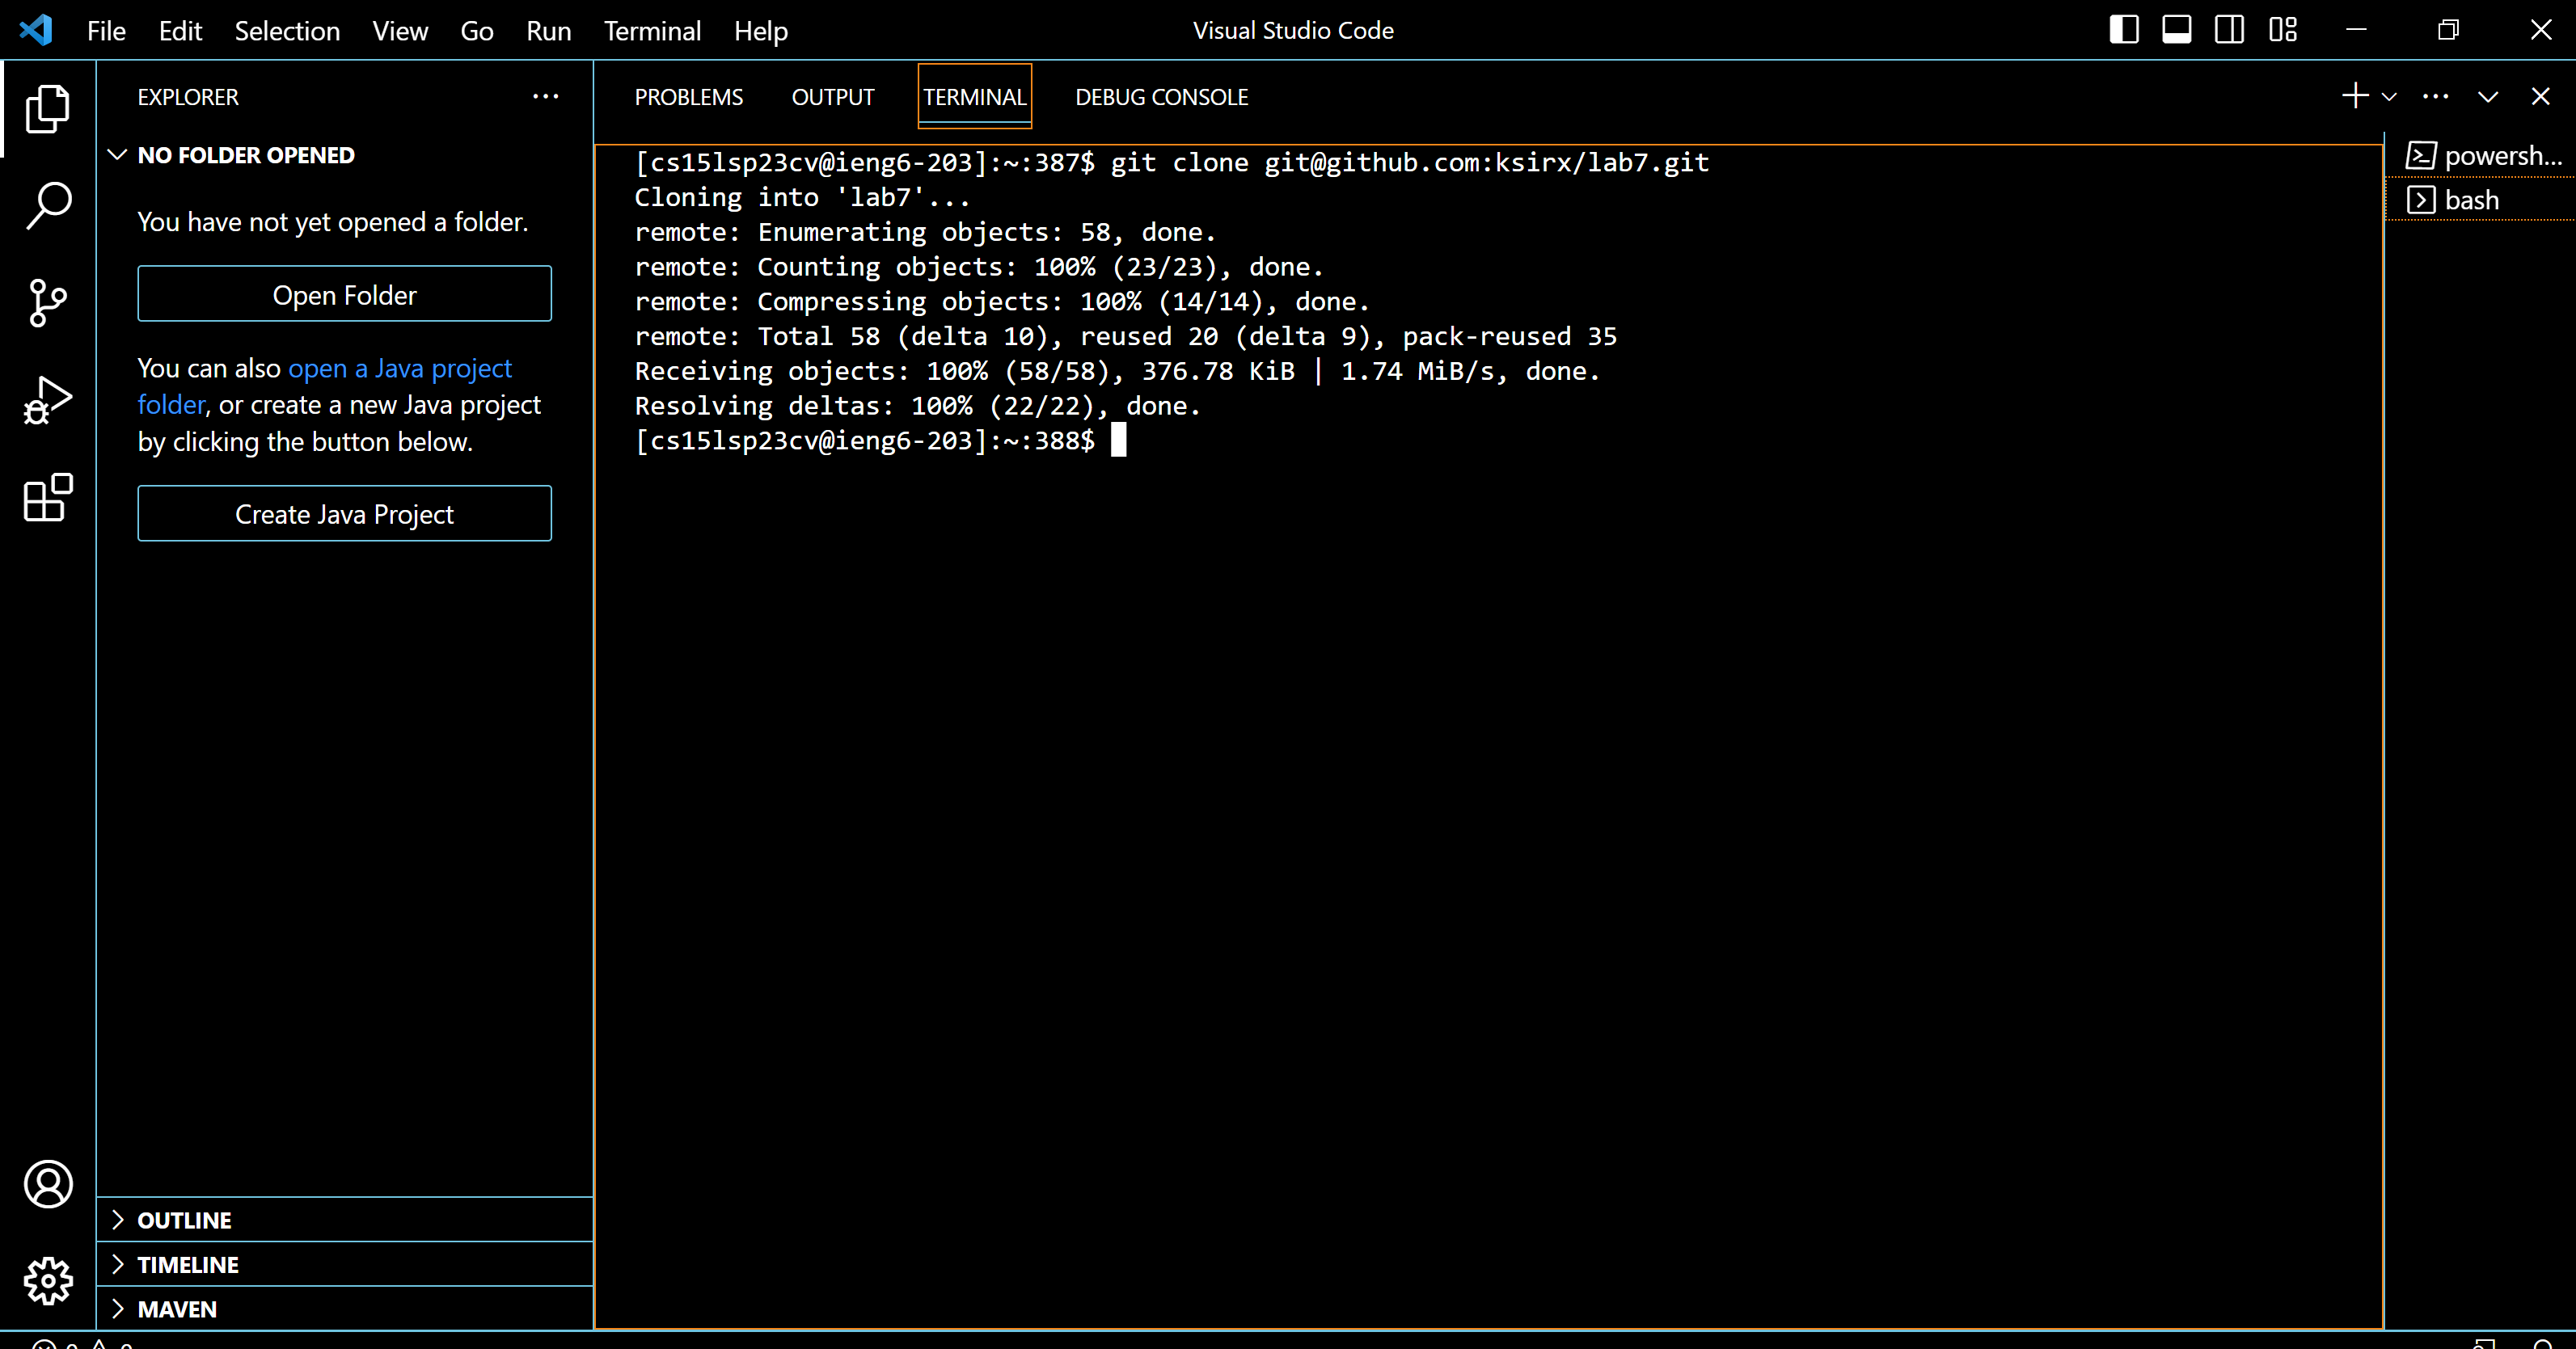 File Edit Selection View Go Run Terminal Help
Visual Studio Code
EXPLORER
NO FOLDER OPENED
You have not yet opened a folder.
Open Folder
You can also open a Java project
folder, or create a new Java project
by clicking the button below.
Create Java Project
OUTLINE
TIMELINE
MAVEN
PROBLEMS OUTPUT TERMINAL DEBUG CONSOLE
[cs15lsp23cv@ieng6-203]:~:387$ git clone git@github.com:ksirx/lab7.git
Cloning into 'lab7'...
remote: Enumerating objects: 58, done.
remote: Counting objects: 100% (23/23), done.
remote: Compressing objects: 100% (14/14), done.
remote: Total 58 (delta 10), reused 20 (delta 9), pack-reused 35
Receiving objects: 100% (58/58), 376.78 KiB | 1.74 MiB/s, done.
Resolving deltas: 100% (22/22), done.
[cs15lsp23cv@ieng6-203]:~:388$
powersh...
bash